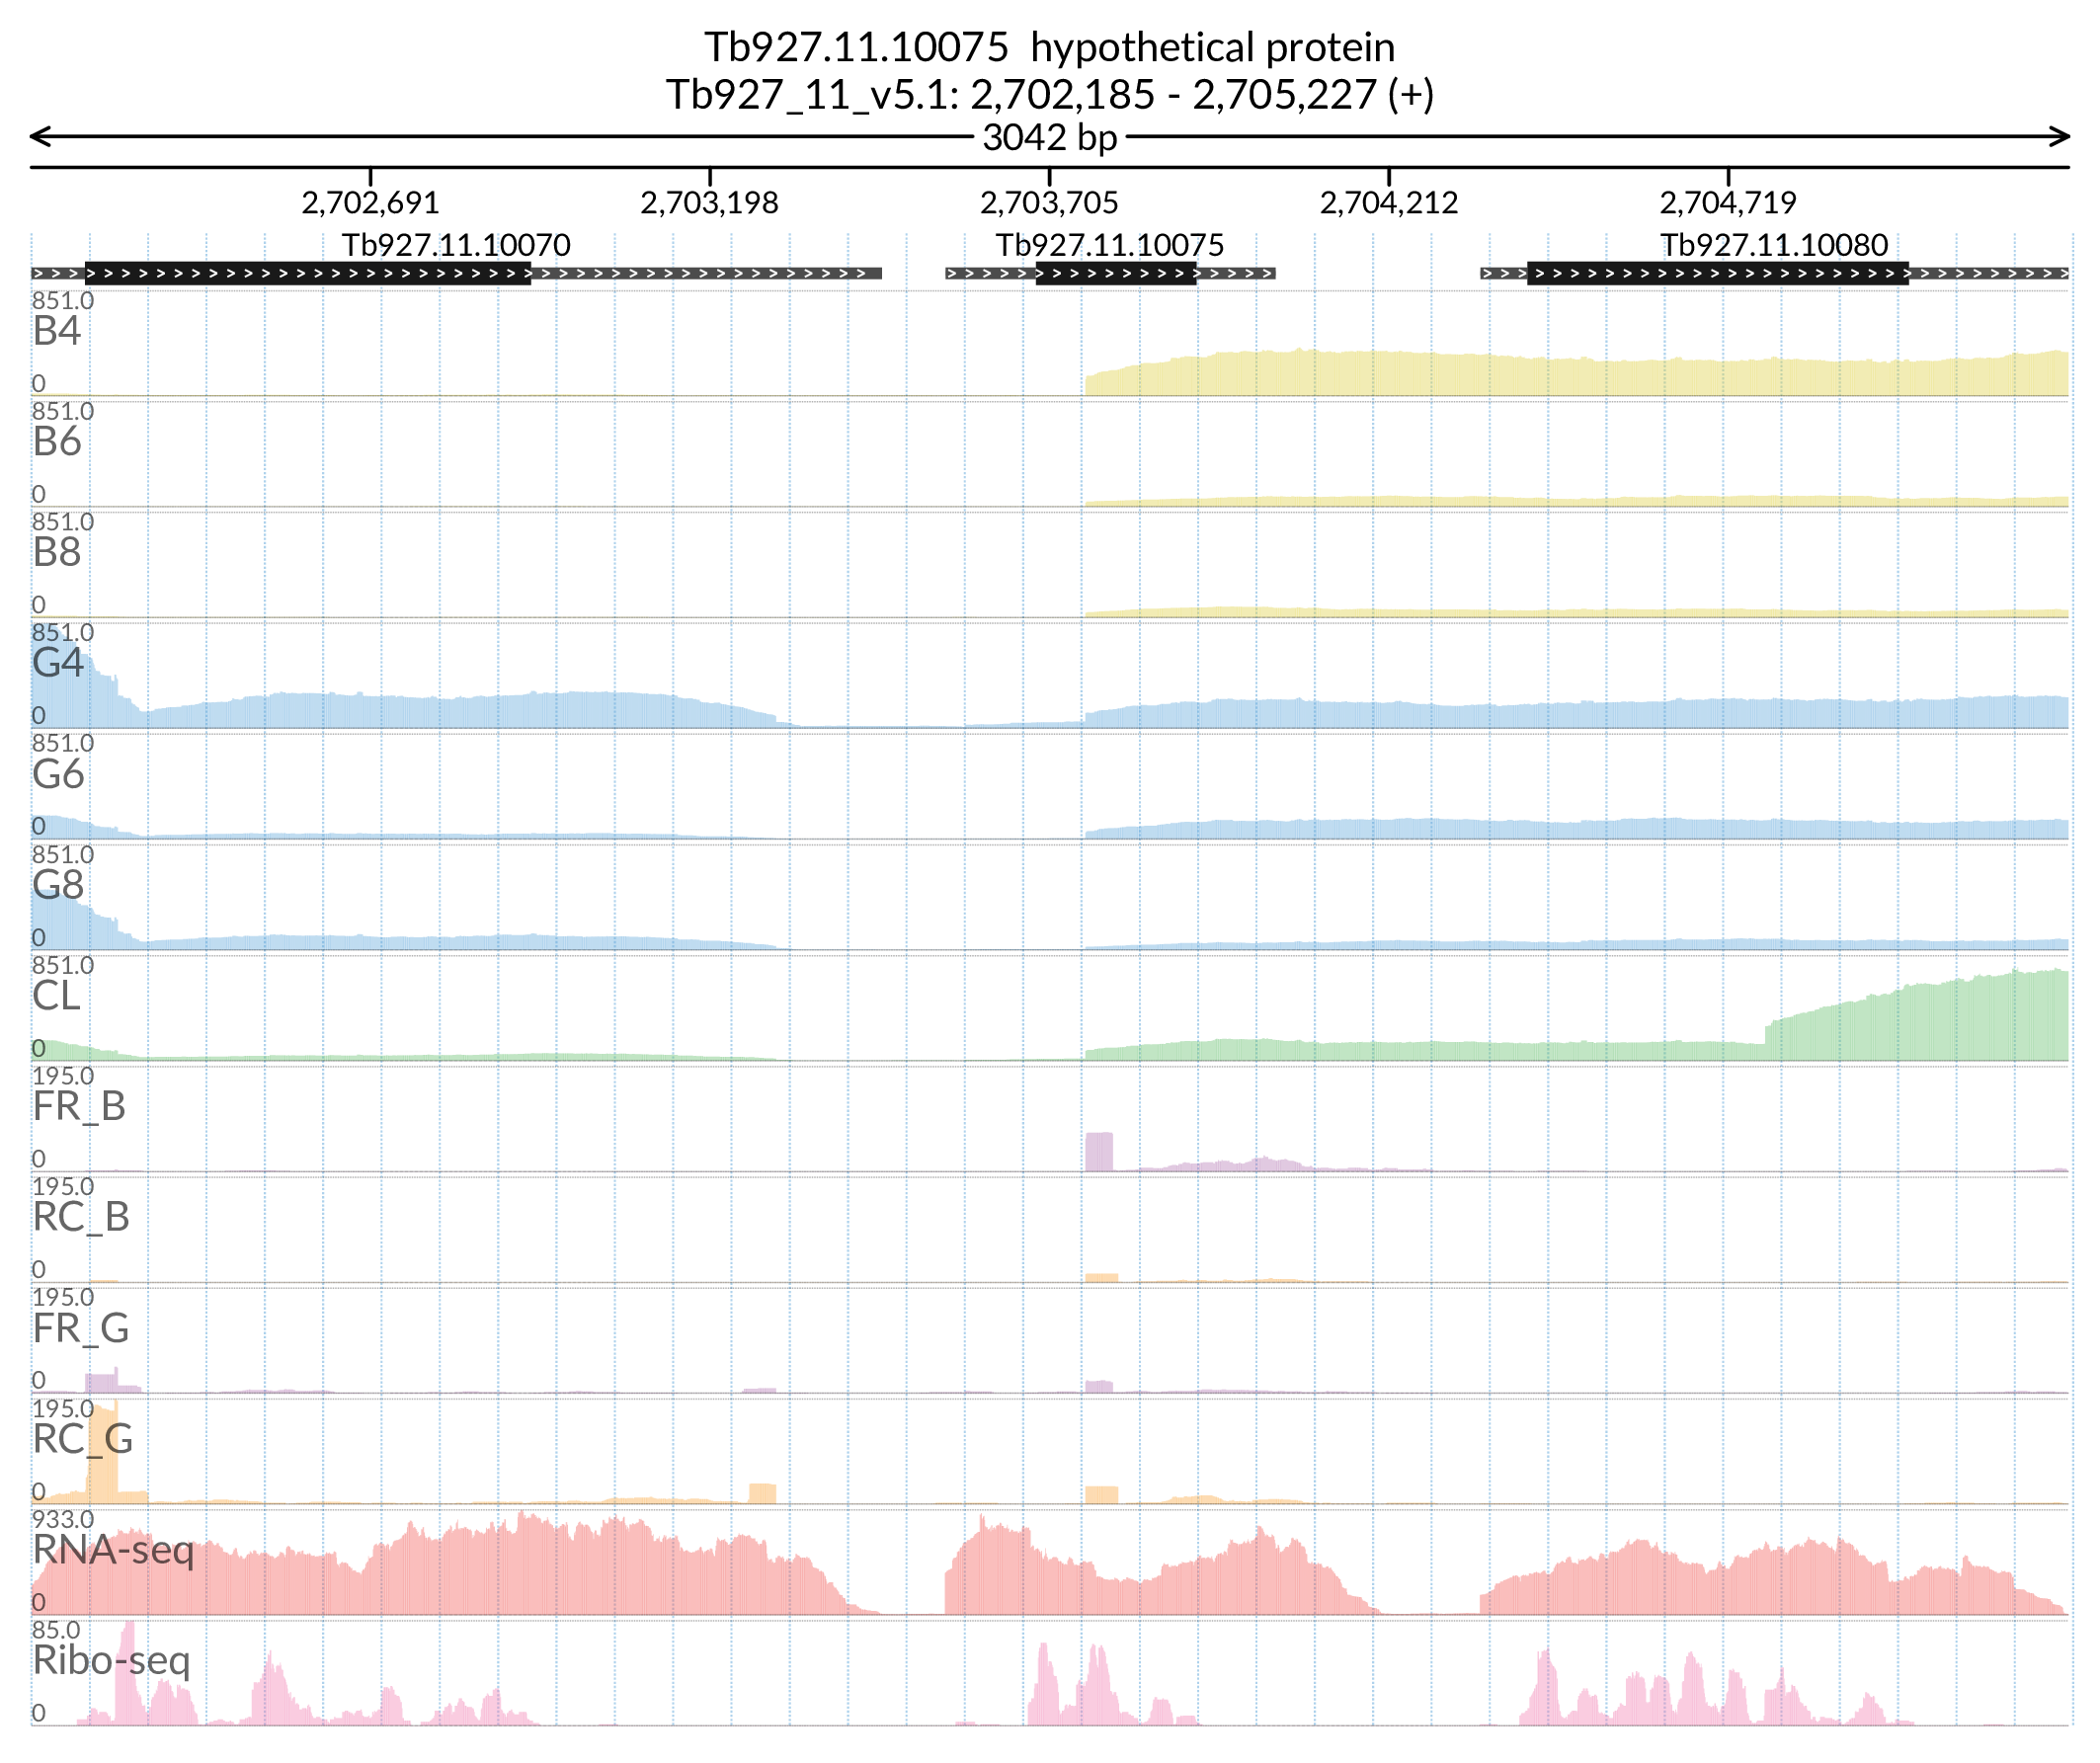 Tb927.11.10075 hypothetical protein
Tb927_11_v5.1: 2,702,185 - 2,705,227 (+)
3042 bp
2,702,691 2,703,198 2,703,705 2,704,212 2,704,719
Tb927.11.10070 Tb927.11.10075 Tb927.11.10080
851.0
B4
0
851.0
B6
0
851.0
B8
0
851.0
G4
0
851.0
G6
0
851.0
G8
0
851.0
CL
0
195.0
FR_B
0
195.0
RC_B
0
195.0
FR_G
0
195.0
RC_G
0
933.0
RNA-seq
0
85.0
Ribo-seq
0